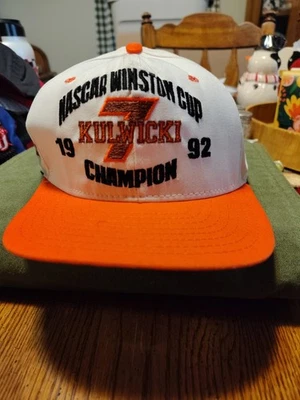 NASCAR WINSTON CUP
7
KULWICKI
19 92
CHAMPION